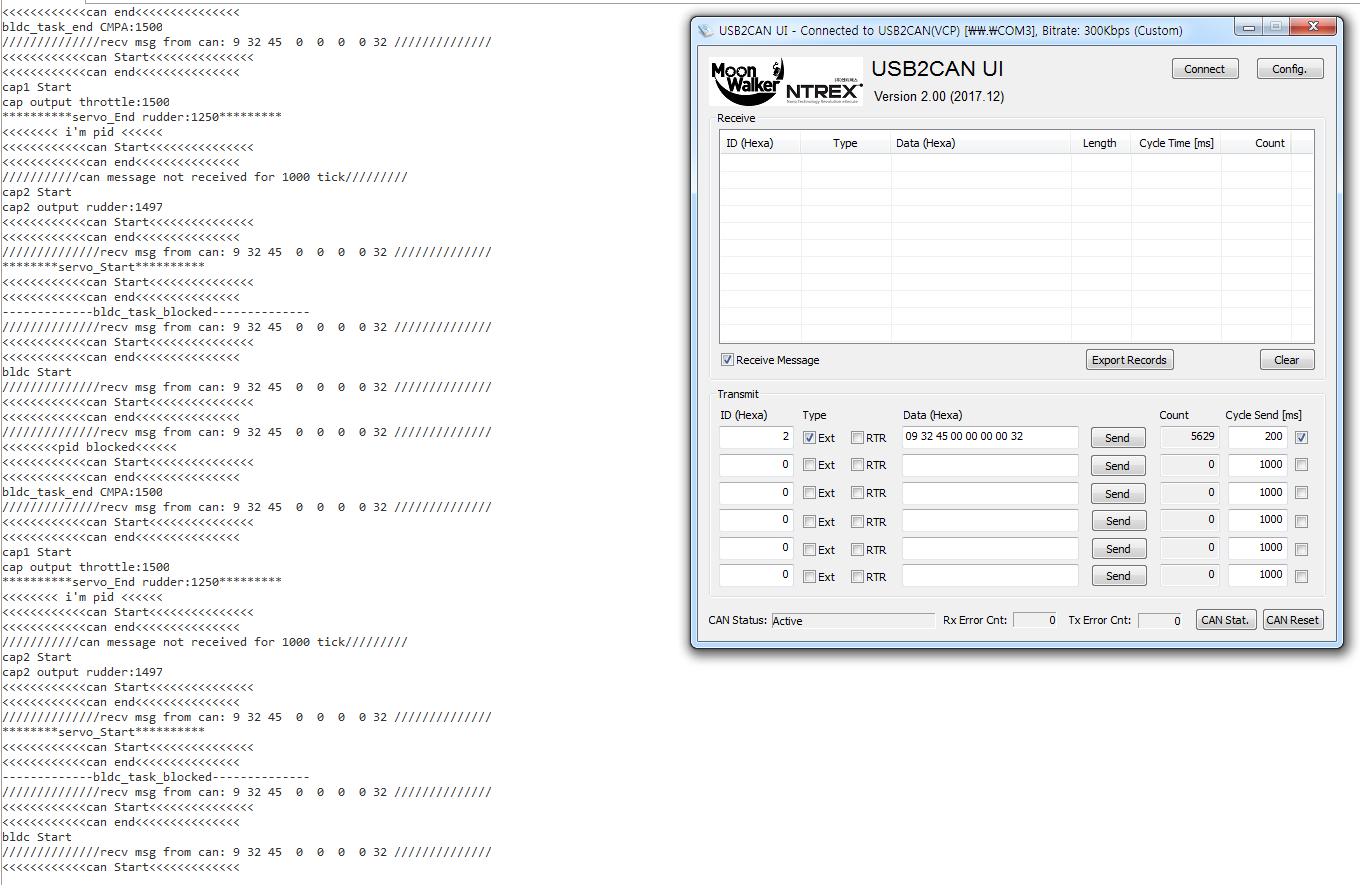 <<<<<<<<<<<<can end<<<<<<<<<<<<<<<
bldc_task_end CMPA:1500
//////////////recv msg from can: 9 32 45  0  0  0  0 32 //////////////
<<<<<<<<<<<<can Start<<<<<<<<<<<<<<<
<<<<<<<<<<<<can end<<<<<<<<<<<<<<<
cap1 Start
cap output throttle:1500
**********servo_End rudder:1250*********
<<<<<<<< i'm pid <<<<<<
<<<<<<<<<<<<can Start<<<<<<<<<<<<<<<
<<<<<<<<<<<<can end<<<<<<<<<<<<<<<
///////////can message not received for 1000 tick/////////
cap2 Start
cap2 output rudder:1497
<<<<<<<<<<<<can Start<<<<<<<<<<<<<<<
<<<<<<<<<<<<can end<<<<<<<<<<<<<<<
//////////////recv msg from can: 9 32 45  0  0  0  0 32 //////////////
********servo_Start**********
<<<<<<<<<<<<can Start<<<<<<<<<<<<<<<
<<<<<<<<<<<<can end<<<<<<<<<<<<<<<
-------------bldc_task_blocked--------------
//////////////recv msg from can: 9 32 45  0  0  0  0 32 //////////////
<<<<<<<<<<<<can Start<<<<<<<<<<<<<<<
<<<<<<<<<<<<can end<<<<<<<<<<<<<<<
bldc Start
//////////////recv msg from can: 9 32 45  0  0  0  0 32 //////////////
<<<<<<<<<<<<can Start<<<<<<<<<<<<<<<
<<<<<<<<<<<<can end<<<<<<<<<<<<<<<
//////////////recv msg from can: 9 32 45  0  0  0  0 32 //////////////
<<<<<<<<pid blocked<<<<<<
<<<<<<<<<<<<can Start<<<<<<<<<<<<<<<
<<<<<<<<<<<<can end<<<<<<<<<<<<<<<
bldc_task_end CMPA:1500
//////////////recv msg from can: 9 32 45  0  0  0  0 32 //////////////
<<<<<<<<<<<<can Start<<<<<<<<<<<<<<<
<<<<<<<<<<<<can end<<<<<<<<<<<<<<<
cap1 Start
cap output throttle:1500
**********servo_End rudder:1250*********
<<<<<<<< i'm pid <<<<<<
<<<<<<<<<<<<can Start<<<<<<<<<<<<<<<
<<<<<<<<<<<<can end<<<<<<<<<<<<<<<
///////////can message not received for 1000 tick/////////
cap2 Start
cap2 output rudder:1497
<<<<<<<<<<<<can Start<<<<<<<<<<<<<<<
<<<<<<<<<<<<can end<<<<<<<<<<<<<<<
//////////////recv msg from can: 9 32 45  0  0  0  0 32 //////////////
********servo_Start**********
<<<<<<<<<<<<can Start<<<<<<<<<<<<<<<
<<<<<<<<<<<<can end<<<<<<<<<<<<<<<
-------------bldc_task_blocked--------------
//////////////recv msg from can: 9 32 45  0  0  0  0 32 //////////////
<<<<<<<<<<<<can Start<<<<<<<<<<<<<<<
<<<<<<<<<<<<can end<<<<<<<<<<<<<<<
bldc Start
//////////////recv msg from can: 9 32 45  0  0  0  0 32 //////////////
<<<<<<<<<<<<can Start<<<<<<<<<<<<<
USB2CAN UI - Connected to USB2CAN(VCP) [₩₩.₩COM3], Bitrate: 300Kbps (Custom)
Moon Walker NTREX
USB2CAN UI
Version 2.00 (2017.12)
Connect Config.
Receive
ID (Hexa) Type Data (Hexa) Length Cycle Time [ms] Count
Receive Message Export Records Clear
Transmit
ID (Hexa) Type Data (Hexa) Count Cycle Send [ms]
2 Ext RTR 09 32 45 00 00 00 00 32 Send 5629 200
0 Ext RTR Send 0 1000
0 Ext RTR Send 0 1000
0 Ext RTR Send 0 1000
0 Ext RTR Send 0 1000
0 Ext RTR Send 0 1000
CAN Status: Active Rx Error Cnt: 0 Tx Error Cnt: 0 CAN Stat. CAN Reset